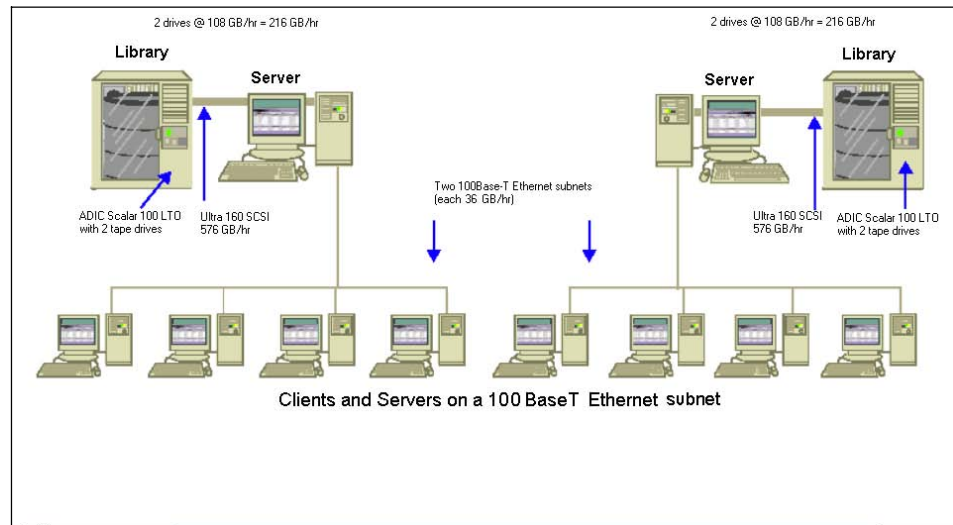 2 drives @ 108 GB/hr = 216 GB/hr
2 drives @ 108 GB/hr = 216 GB/hr
Library
Server
Server
Library
ADIC Scalar 100 LTO
with 2 tape drives
Ultra 160 SCSI
576 GB/hr
Two 100Base-T Ethernet subnets
(each 36 GB/hr)
Ultra 160 SCSI
576 GB/hr
ADIC Scalar 100 LTO
with 2 tape drives
Clients and Servers on a 100 BaseT Ethernet subnet